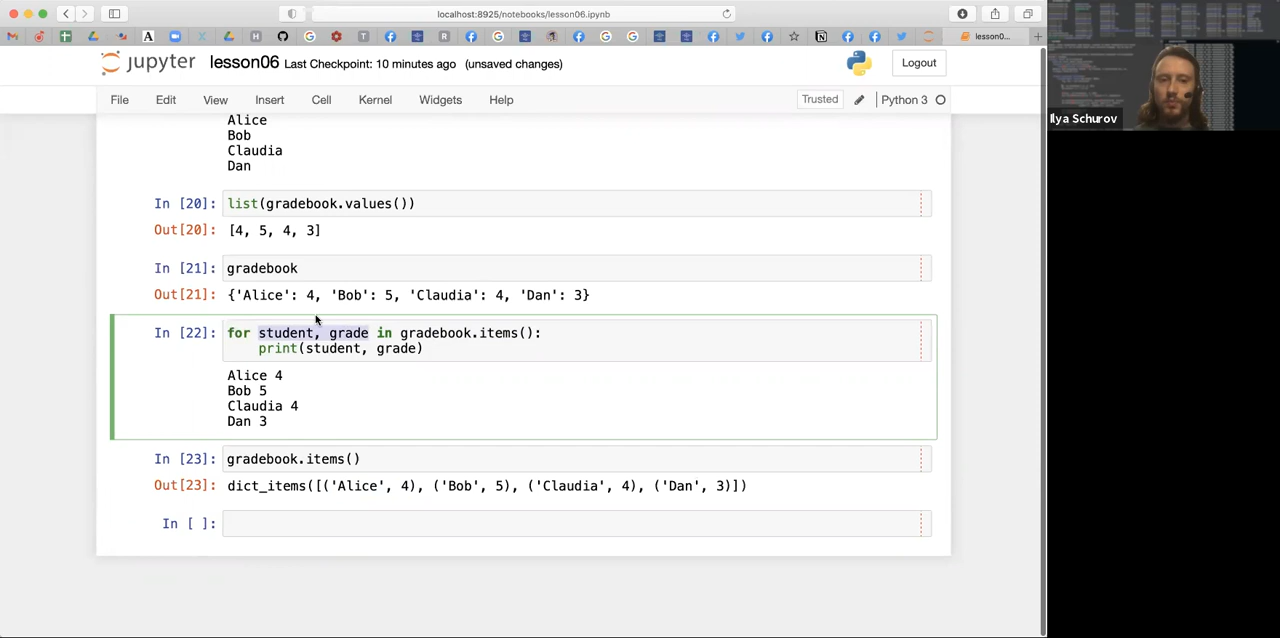 localhost:8925/notebooks/lesson06.ipynb
lesson0...
jupyter lesson06 Last Checkpoint: 10 minutes ago (unsaved changes)
Logout
File Edit View Insert Cell Kernel Widgets Help
Trusted Python 3
Ilya Schurov
Alice
Bob
Claudia
Dan
In [20]: list(gradebook.values())
Out[20]: [4, 5, 4, 3]
In [21]: gradebook
Out[21]: {'Alice': 4, 'Bob': 5, 'Claudia': 4, 'Dan': 3}
In [22]: for student, grade in gradebook.items():
print(student, grade)
Alice 4
Bob 5
Claudia 4
Dan 3
In [23]: gradebook.items()
Out[23]: dict_items([('Alice', 4), ('Bob', 5), ('Claudia', 4), ('Dan', 3)])
In [ ]: